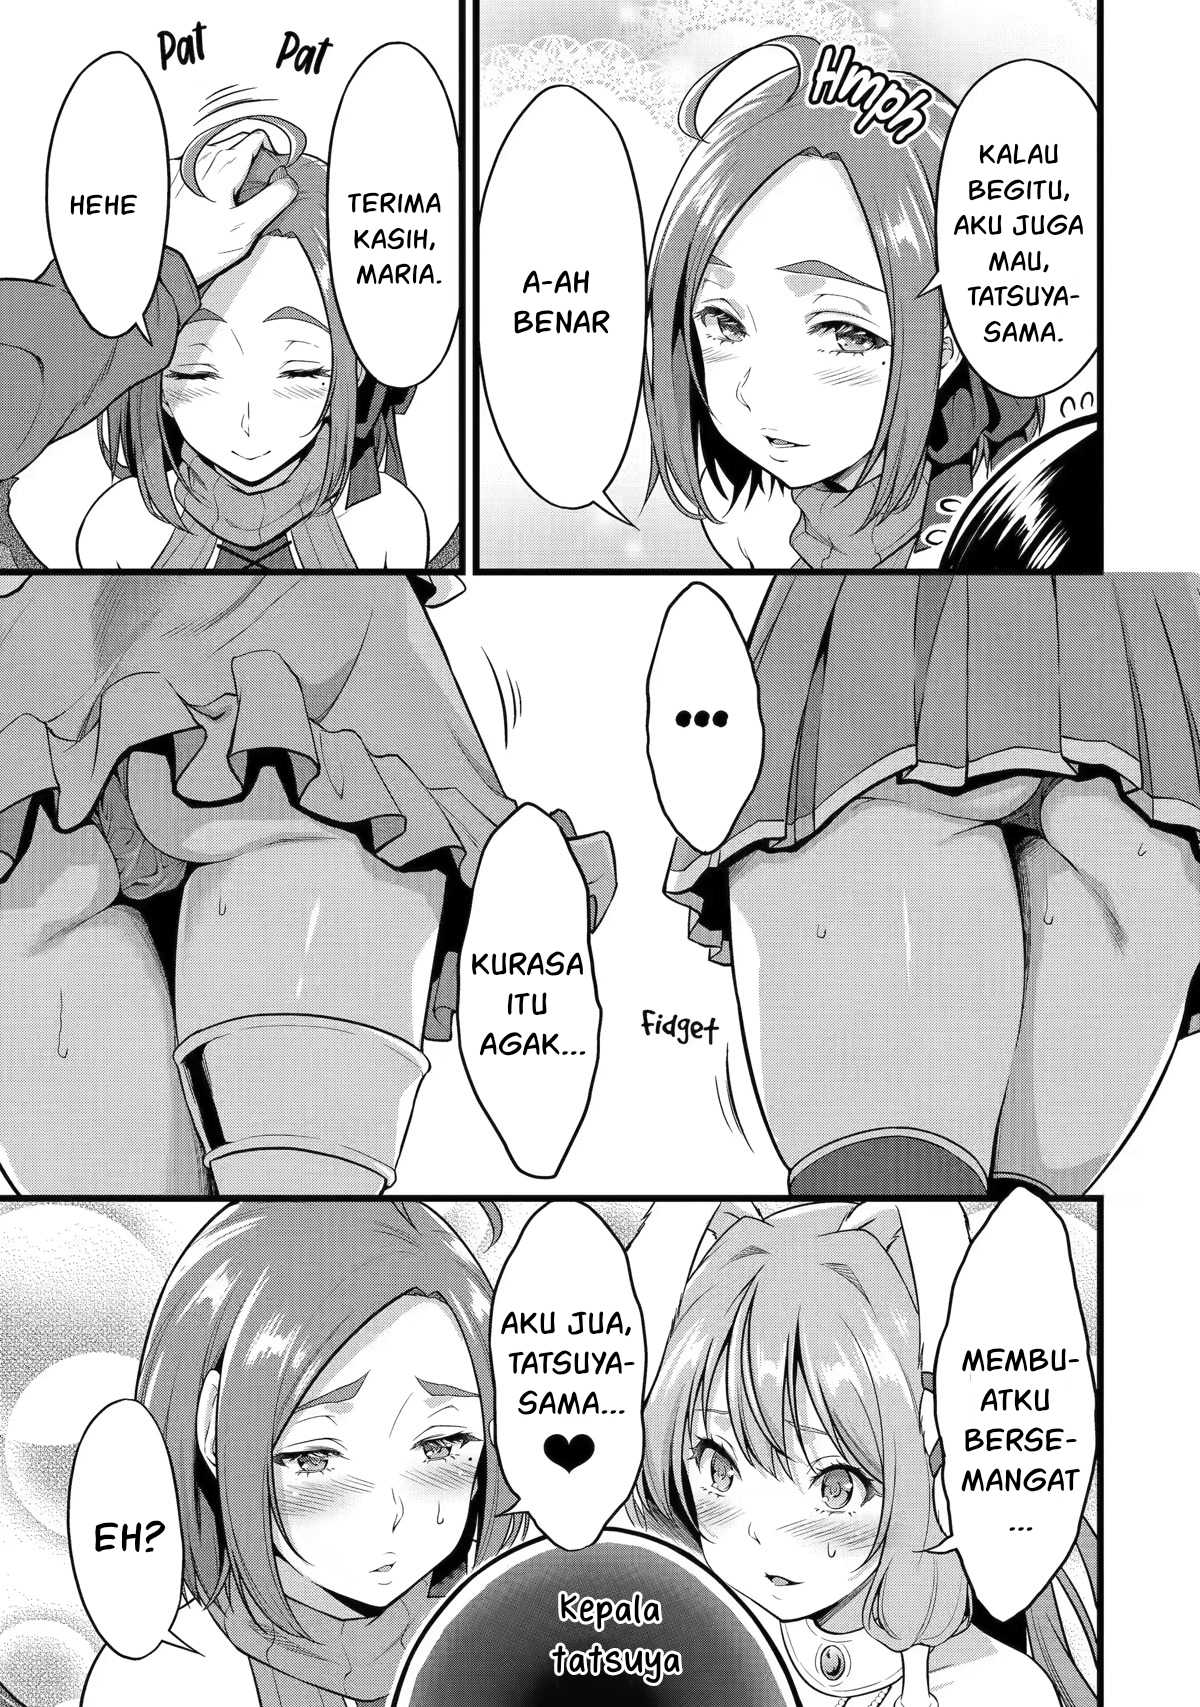 Hmph
KALAU
BEGITU,
AKU JUGA
MAU,
TATSUYA-
SAMA.
A-AH
BENAR
Pat
Pat
TERIMA
KASIH,
MARIA.
HEHE
...
Fidget
KURASA
ITU
AGAK...
MEMBU-
ATKU
BERSE-
MANGAT
...
AKU JUA,
TATSUYA-
SAMA...
EH?
Kepala
tatsuya